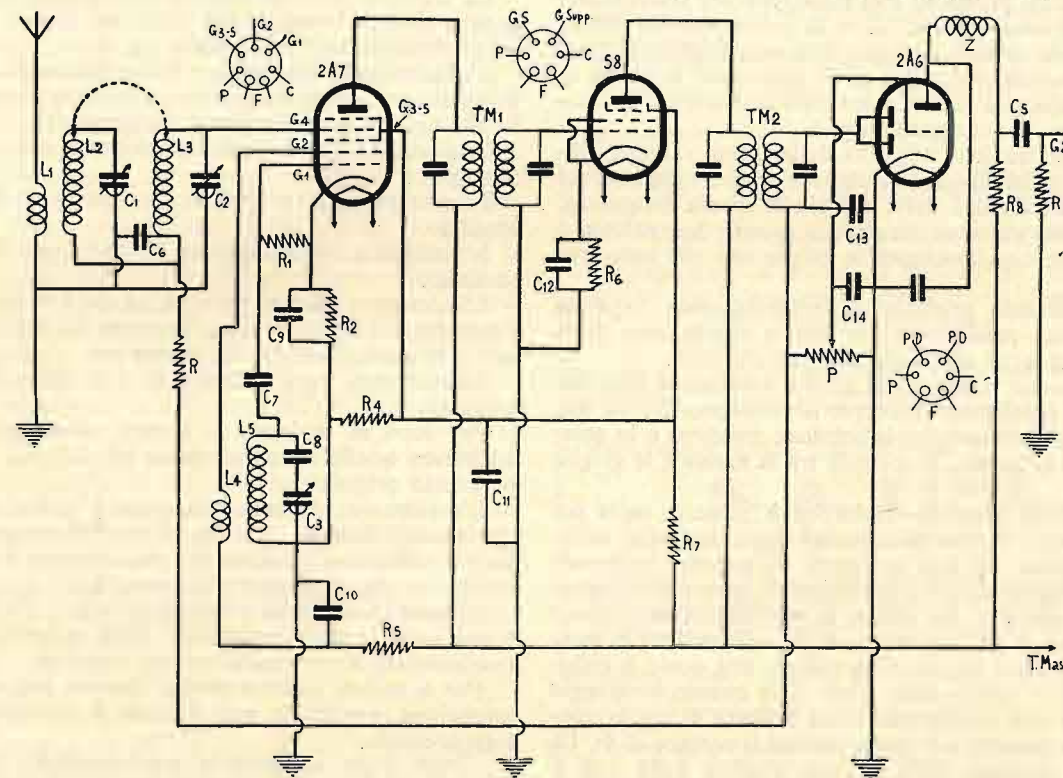 G3-S G2 G1
P F C
2A7
G4
G2
G1
G3-S
TM1
GS G.Supp.
P C
F
58
TM2
2A6
Z
C5
G2
R8
R
L1
L2
L3
C1
C2
C6
R1
R2
C9
R
C7
R4
L5
C8
L4
C3
C10
R5
C11
C12
R6
R7
C13
C14
P
P.D P.D
P C
F
T.Mas